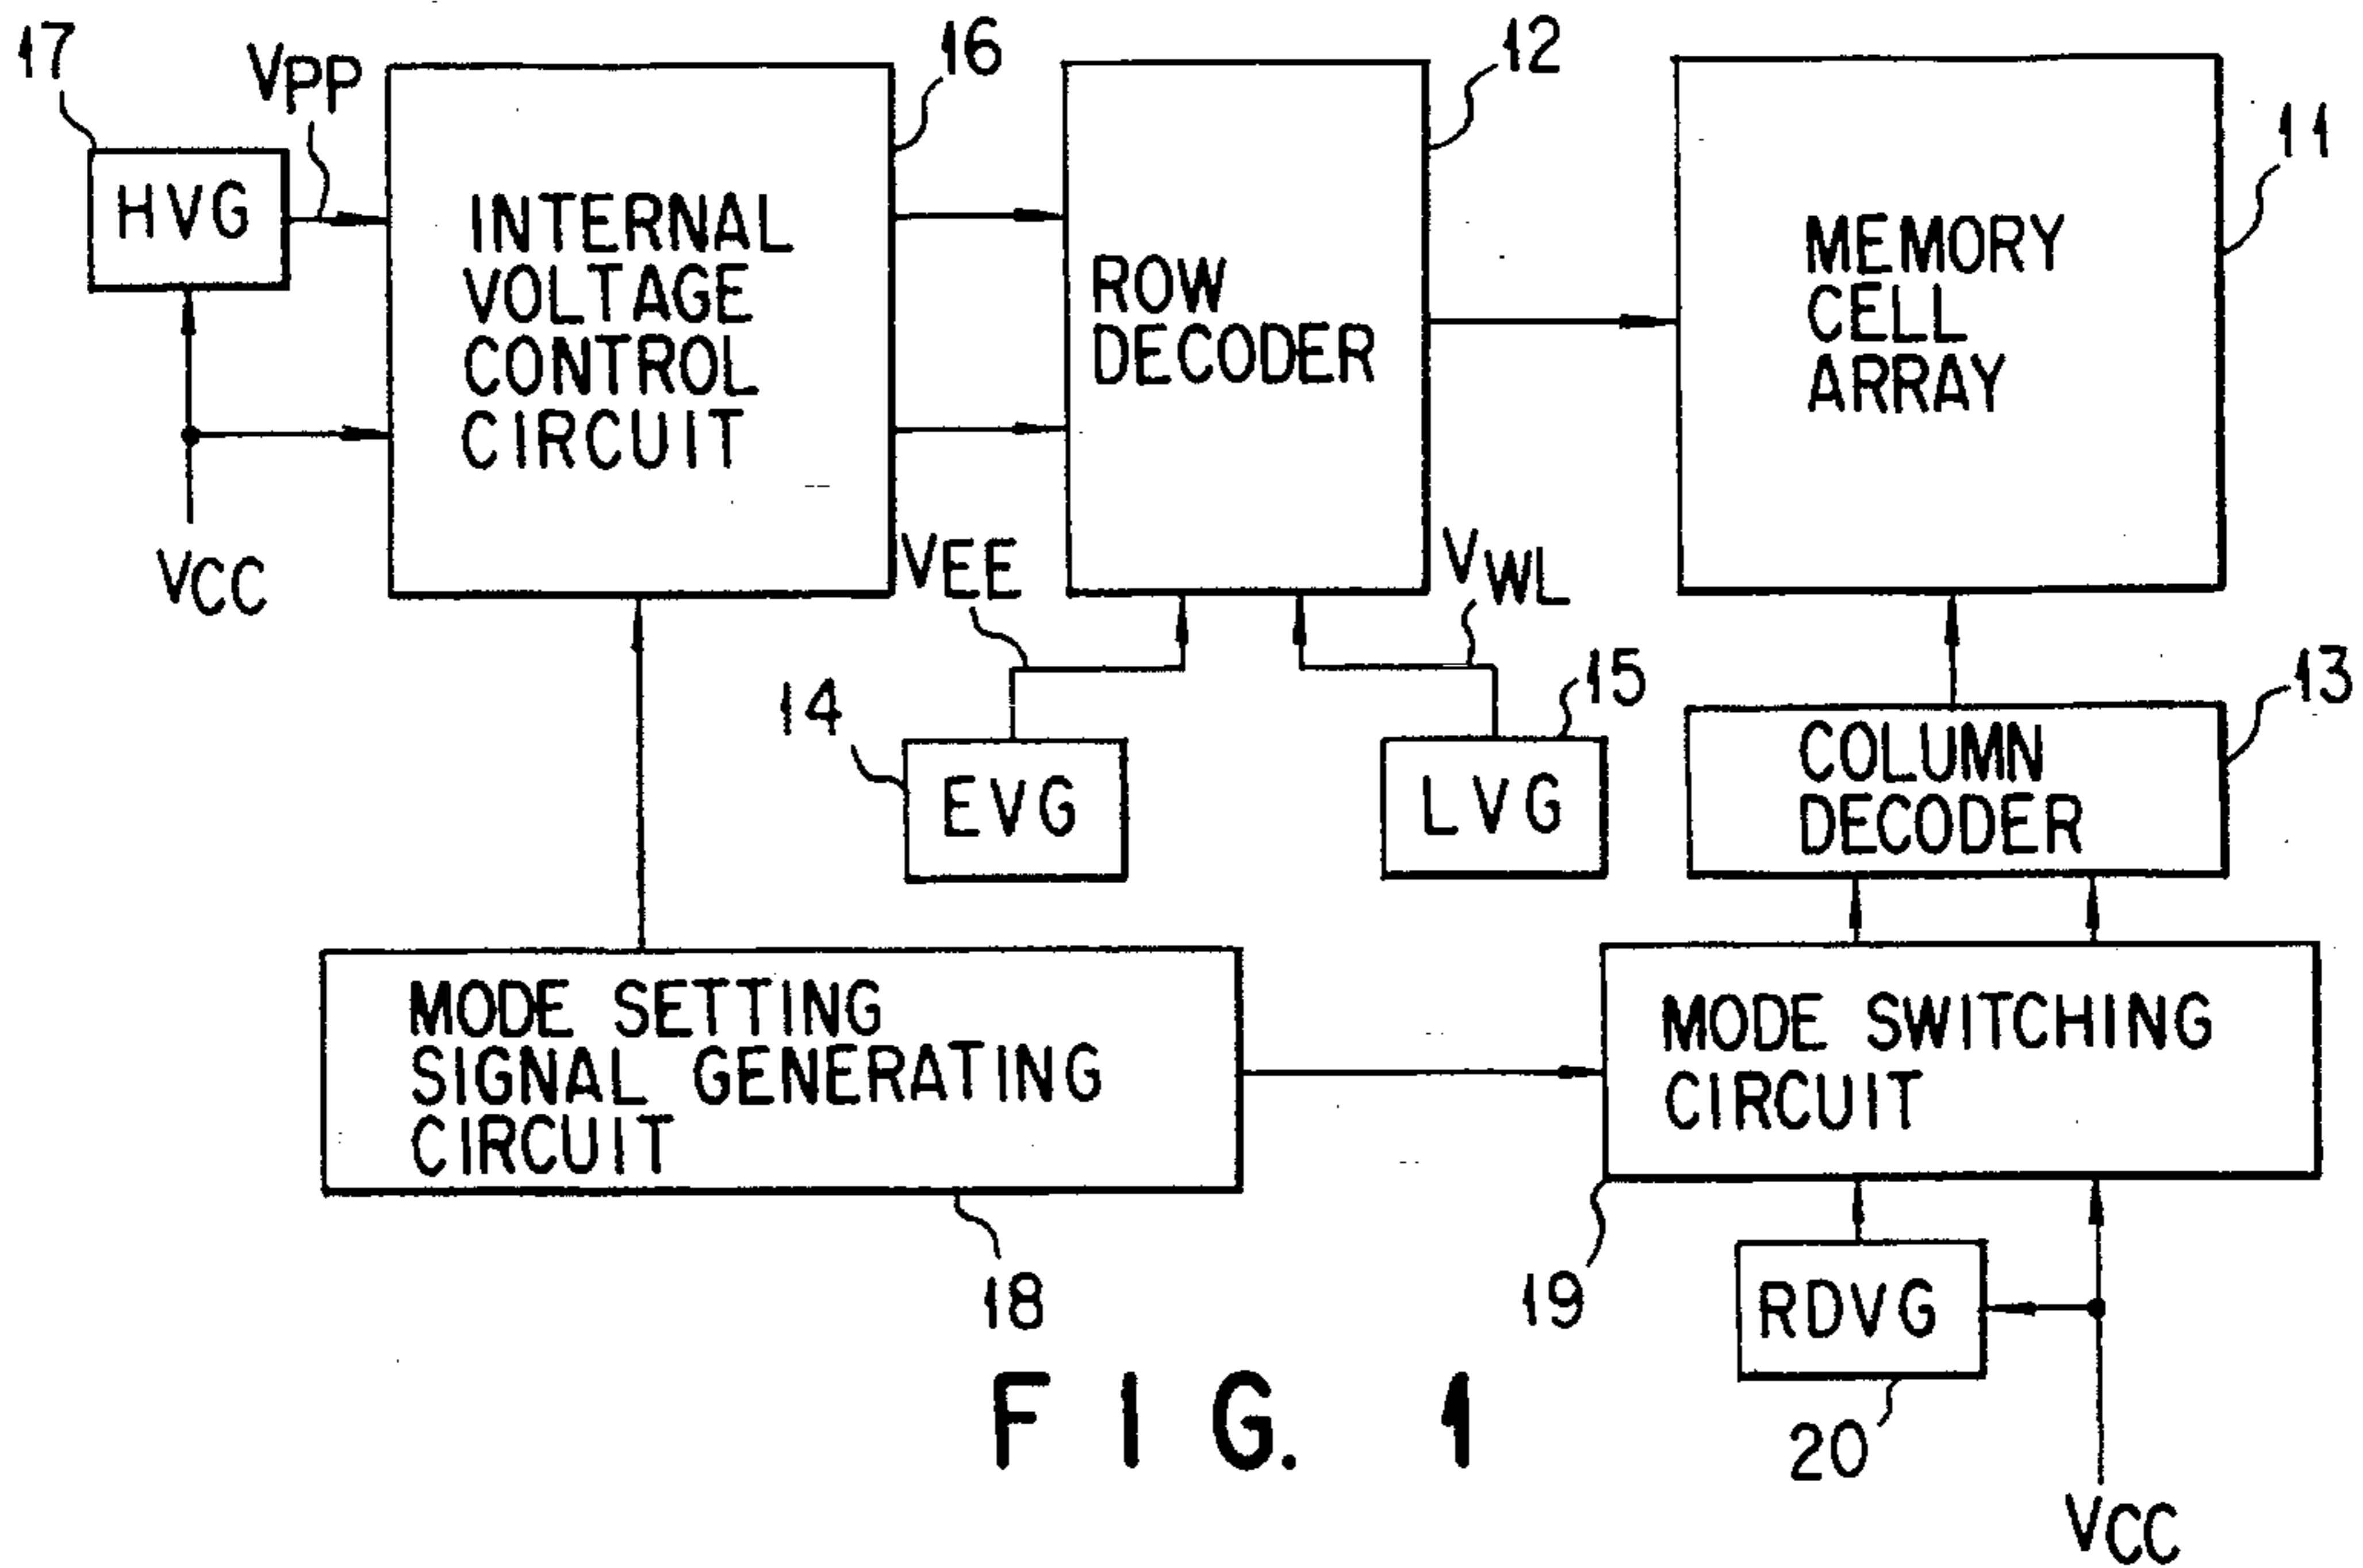 17
VPP
16
12
11
HVG
INTERNAL
VOLTAGE
CONTROL
CIRCUIT
ROW
DECODER
MEMORY
CELL
ARRAY
VCC
VEE
VWL
14
EVG
15
LVG
13
COLUMN
DECODER
MODE SETTING
SIGNAL GENERATING
CIRCUIT
18
MODE SWITCHING
CIRCUIT
19
RDVG
20
VCC
FIG. 1